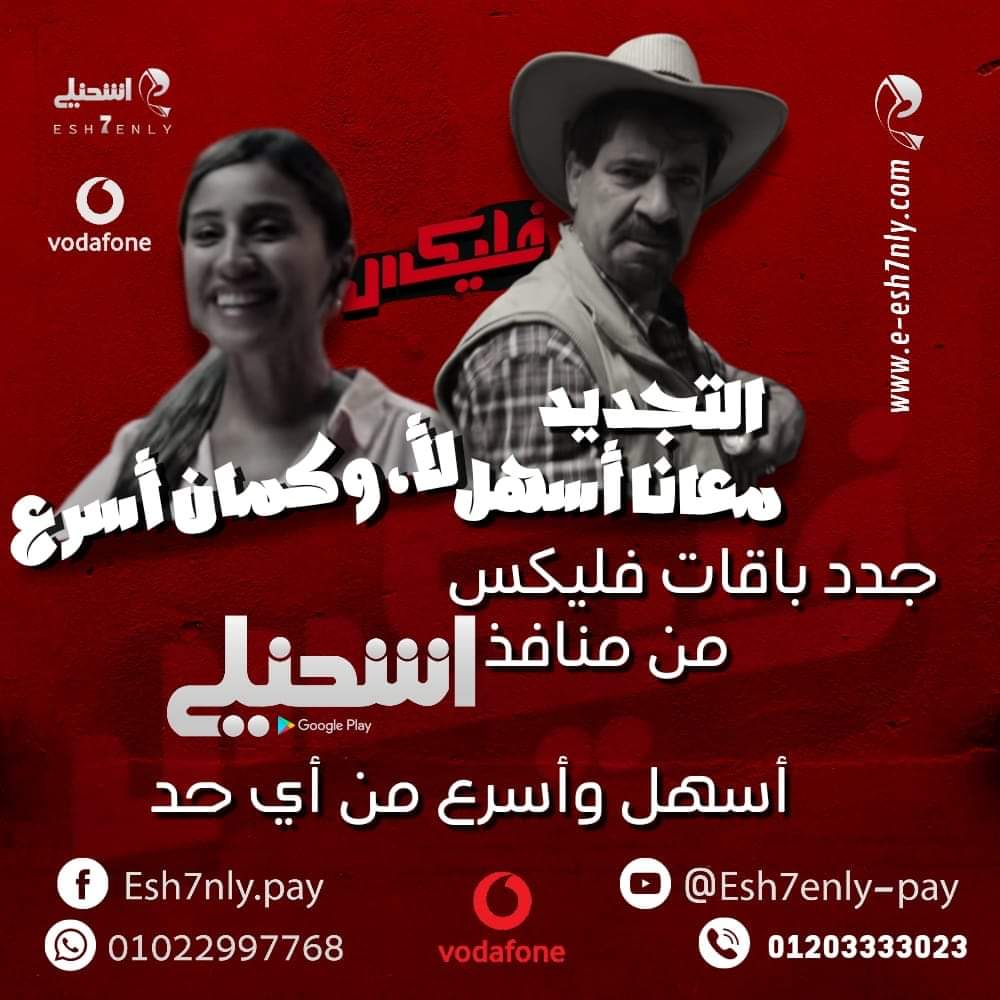 اشحنلي
ESH7ENLY
vodafone
www.e-esh7nly.com
فليكس
التجديد
معانا أسهل لأ، وكمان أسرع
جدد باقات فليكس
من منافذ اشحنلي
Google Play
أسهل وأسرع من أي حد
Esh7nly.pay
@Esh7enly-pay
01022997768
vodafone
01203333023